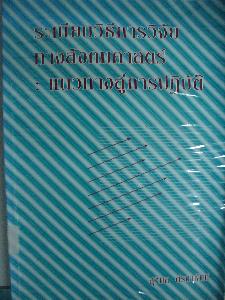 ระเบียบวิธีการวิจัย
ทางสังคมศาสตร์
: แนวทางสู่การปฏิบัติ